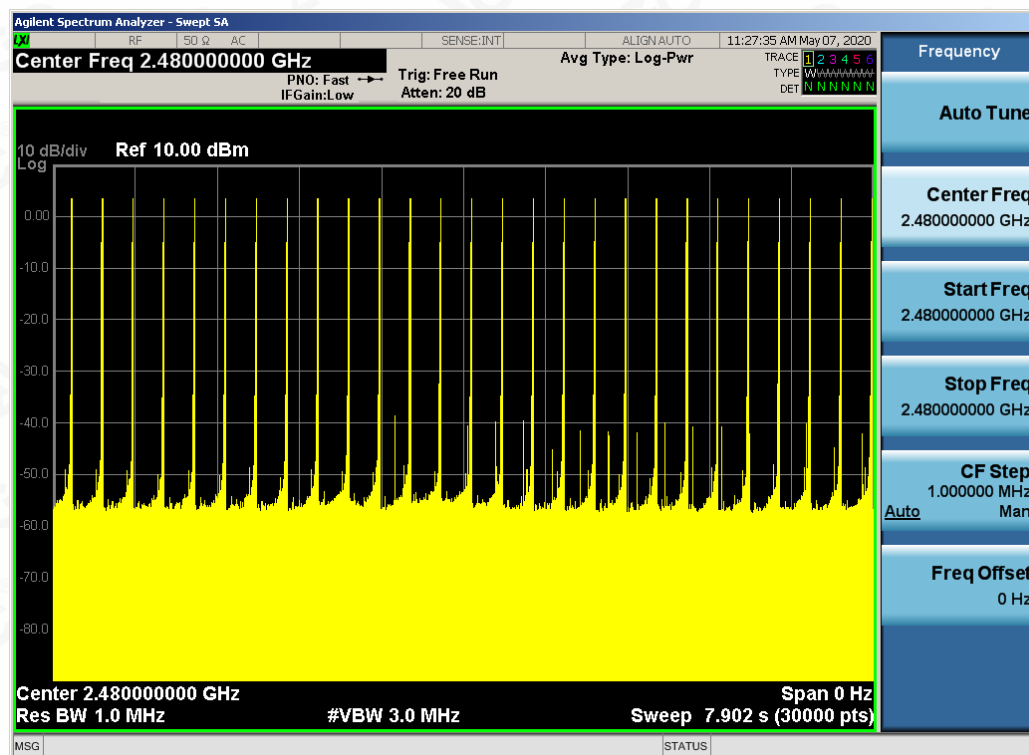 Agilent Spectrum Analyzer - Swept SA
LXI RF 50 Ω AC SENSE:INT ALIGNAUTO 11:27:35 AM May 07, 2020
Center Freq 2.480000000 GHz
PNO: Fast
IFGain:Low
Trig: Free Run
Atten: 20 dB
Avg Type: Log-Pwr
TRACE 1 2 3 4 5 6
TYPE WWWWWW
DET N N N N N N
10 dB/div Ref 10.00 dBm
Log
0.00
-10.0
-20.0
-30.0
-40.0
-50.0
-60.0
-70.0
-80.0
Center 2.480000000 GHz Span 0 Hz
Res BW 1.0 MHz #VBW 3.0 MHz Sweep 7.902 s (30000 pts)
MSG STATUS
Frequency
Auto Tune
Center Freq
2.480000000 GHz
Start Freq
2.480000000 GHz
Stop Freq
2.480000000 GHz
CF Step
1.000000 MHz
Auto Man
Freq Offset
0 Hz